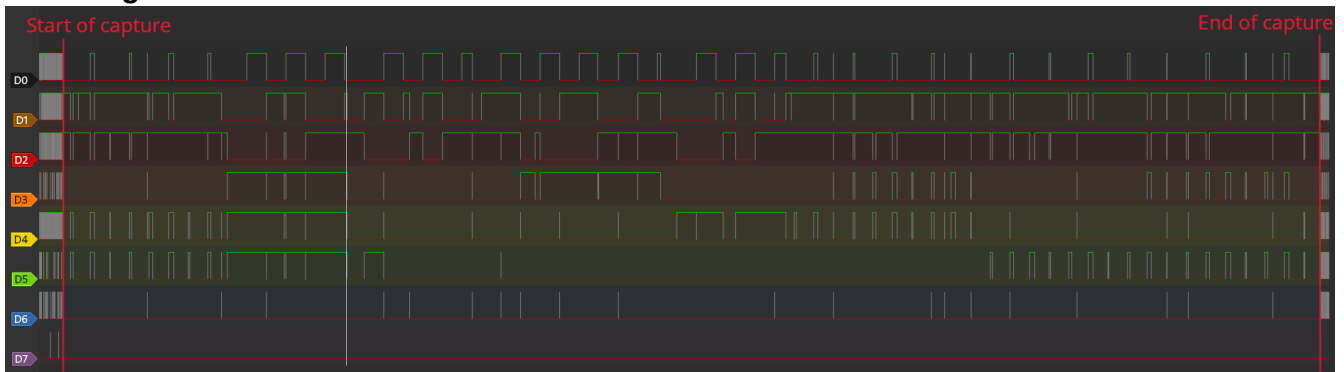 Start of capture
End of capture
D0
D1
D2
D3
D4
D5
D6
D7